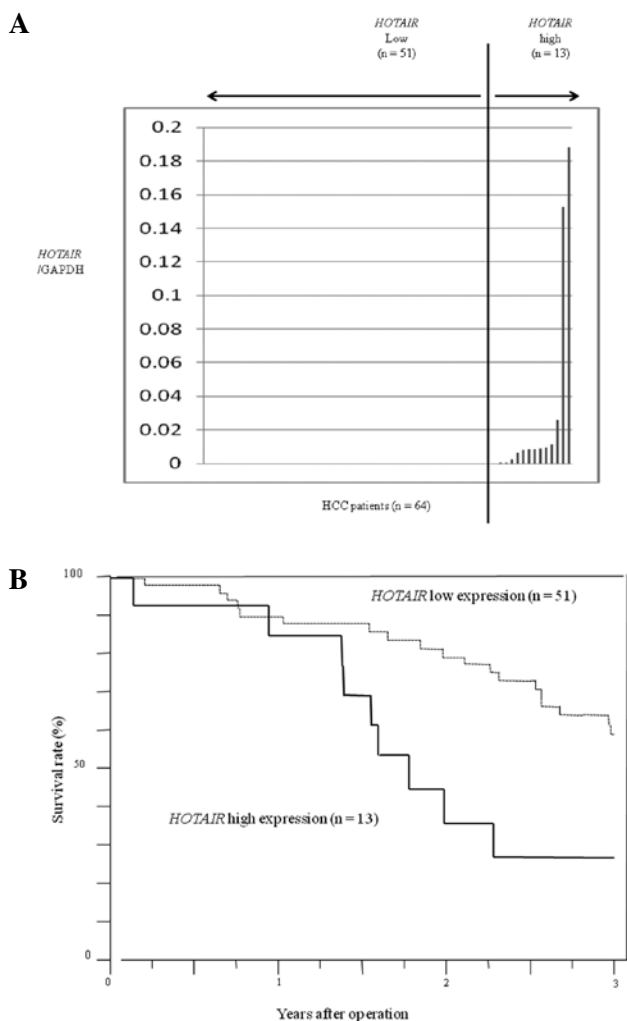 A
HOTAIR
Low
(n = 51)
HOTAIR
high
(n = 13)
0.2
0.18
0.16
0.14
0.12
0.1
0.08
0.06
0.04
0.02
0
HOTAIR
/GAPDH
HCC patients (n = 64)
B
100
50
0
Survival rate (%)
HOTAIR low expression (n = 51)
HOTAIR high expression (n = 13)
0
1
2
3
Years after operation